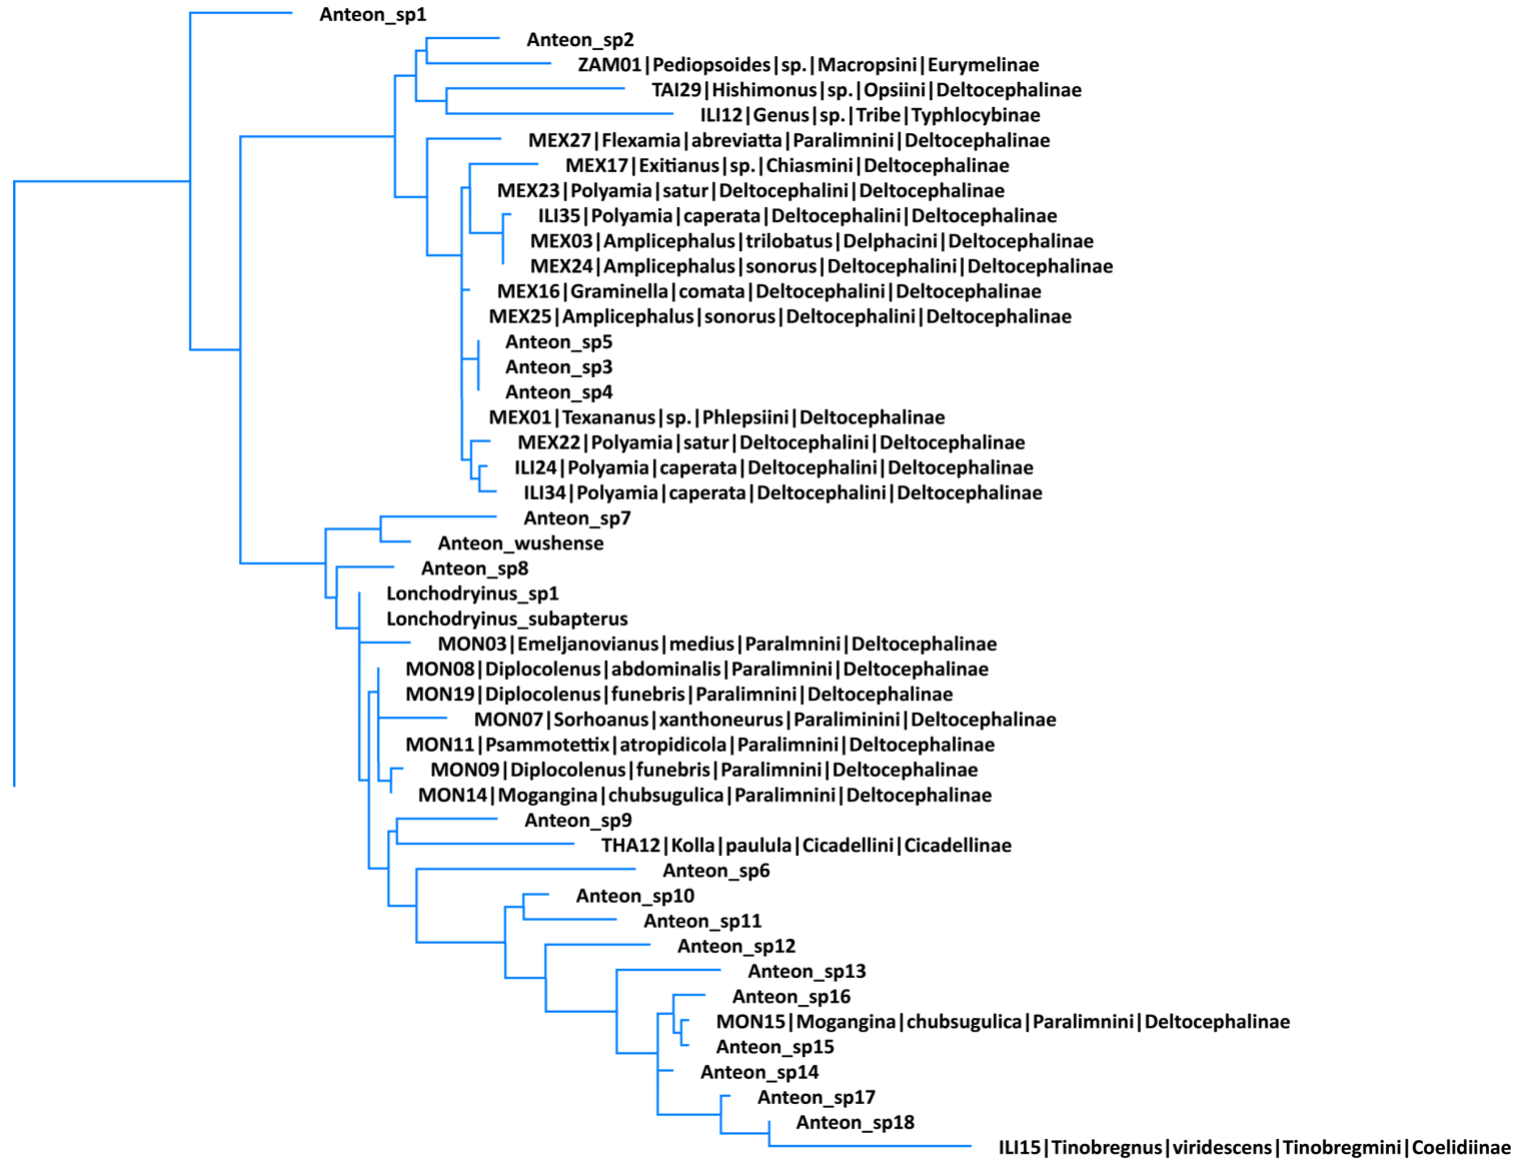 Anteon_sp1
Anteon_sp2
ZAM01|Pediopsoides|sp.|Macropsini|Eurymelinae
TAI29|Hishimonus|sp.|Opsiini|Deltocephalinae
ILI12|Genus|sp.|Tribe|Typhlocybinae
MEX27|Flexamia|abreviatta|Paralimnini|Deltocephalinae
MEX17|Exitianus|sp.|Chiasmini|Deltocephalinae
MEX23|Polyamia|satur|Deltocephalini|Deltocephalinae
ILI35|Polyamia|caperata|Deltocephalini|Deltocephalinae
MEX03|Amplicephalus|trilobatus|Delphacini|Deltocephalinae
MEX24|Amplicephalus|sonorus|Deltocephalini|Deltocephalinae
MEX16|Graminella|comata|Deltocephalini|Deltocephalinae
MEX25|Amplicephalus|sonorus|Deltocephalini|Deltocephalinae
Anteon_sp5
Anteon_sp3
Anteon_sp4
MEX01|Texananus|sp.|Phlepsiini|Deltocephalinae
MEX22|Polyamia|satur|Deltocephalini|Deltocephalinae
ILI24|Polyamia|caperata|Deltocephalini|Deltocephalinae
ILI34|Polyamia|caperata|Deltocephalini|Deltocephalinae
Anteon_sp7
Anteon_wushense
Anteon_sp8
Lonchodryinus_sp1
Lonchodryinus_subapterus
MON03|Emeljanovianus|medius|Paralmnini|Deltocephalinae
MON08|Diplocolenus|abdominalis|Paralimnini|Deltocephalinae
MON19|Diplocolenus|funebris|Paralimnini|Deltocephalinae
MON07|Sorhoanus|xanthoneurus|Paraliminini|Deltocephalinae
MON11|Psammotettix|atropidicola|Paralimnini|Deltocephalinae
MON09|Diplocolenus|funebris|Paralimnini|Deltocephalinae
MON14|Mogangina|chubsugulica|Paralimnini|Deltocephalinae
Anteon_sp9
THA12|Kolla|paulula|Cicadellini|Cicadellinae
Anteon_sp6
Anteon_sp10
Anteon_sp11
Anteon_sp12
Anteon_sp13
Anteon_sp16
MON15|Mogangina|chubsugulica|Paralimnini|Deltocephalinae
Anteon_sp15
Anteon_sp14
Anteon_sp17
Anteon_sp18
ILI15|Tinobregnus|viridescens|Tinobregmini|Coelidiinae